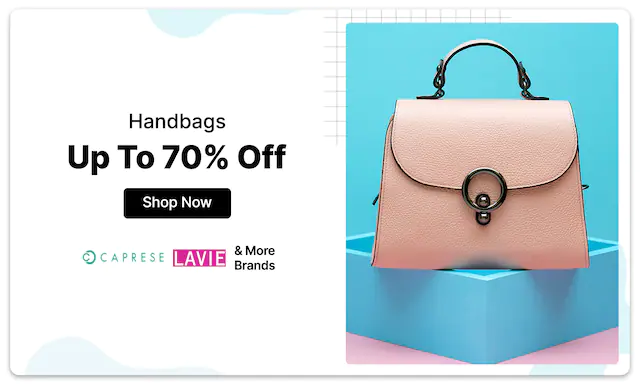 Handbags
Up To 70% Off
Shop Now
CAPRESE LAVIE & More
Brands